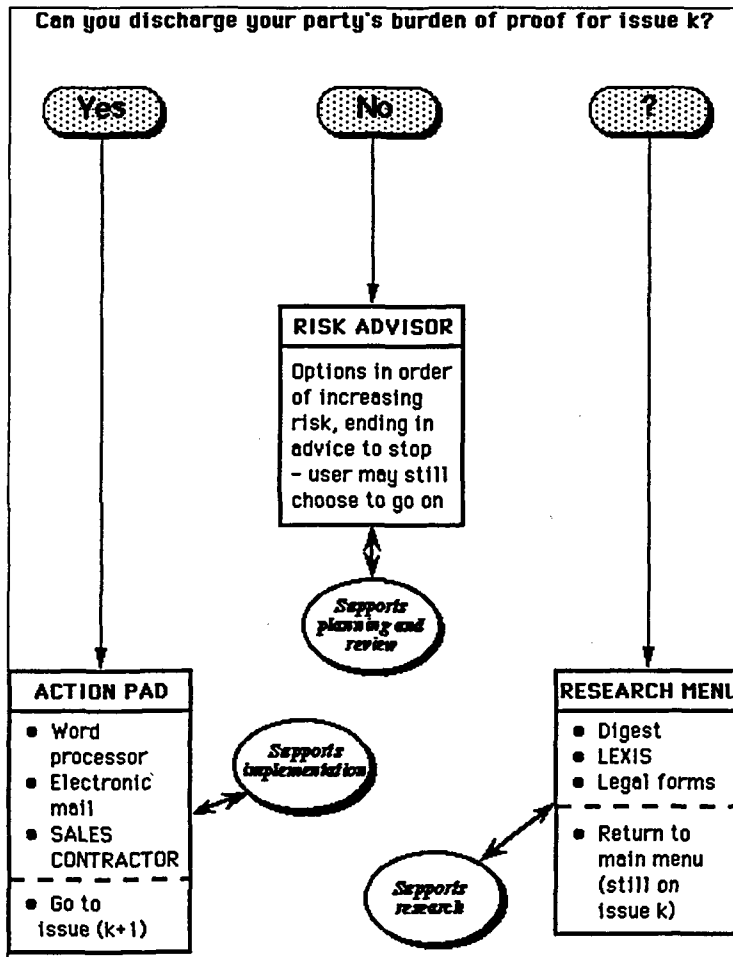 Can you discharge your party's burden of proof for issue k?
Yes
No
?
RISK ADVISOR
Options in order
of increasing
risk, ending in
advice to stop
– user may still
choose to go on
Supports
planning and
review
ACTION PAD
• Word
processor
• Electronic
mail
• SALES
CONTRACTOR
• Go to
issue (k+1)
Supports
implementation
RESEARCH MENU
• Digest
• LEXIS
• Legal forms
• Return to
main menu
(still on
issue k)
Supports
research